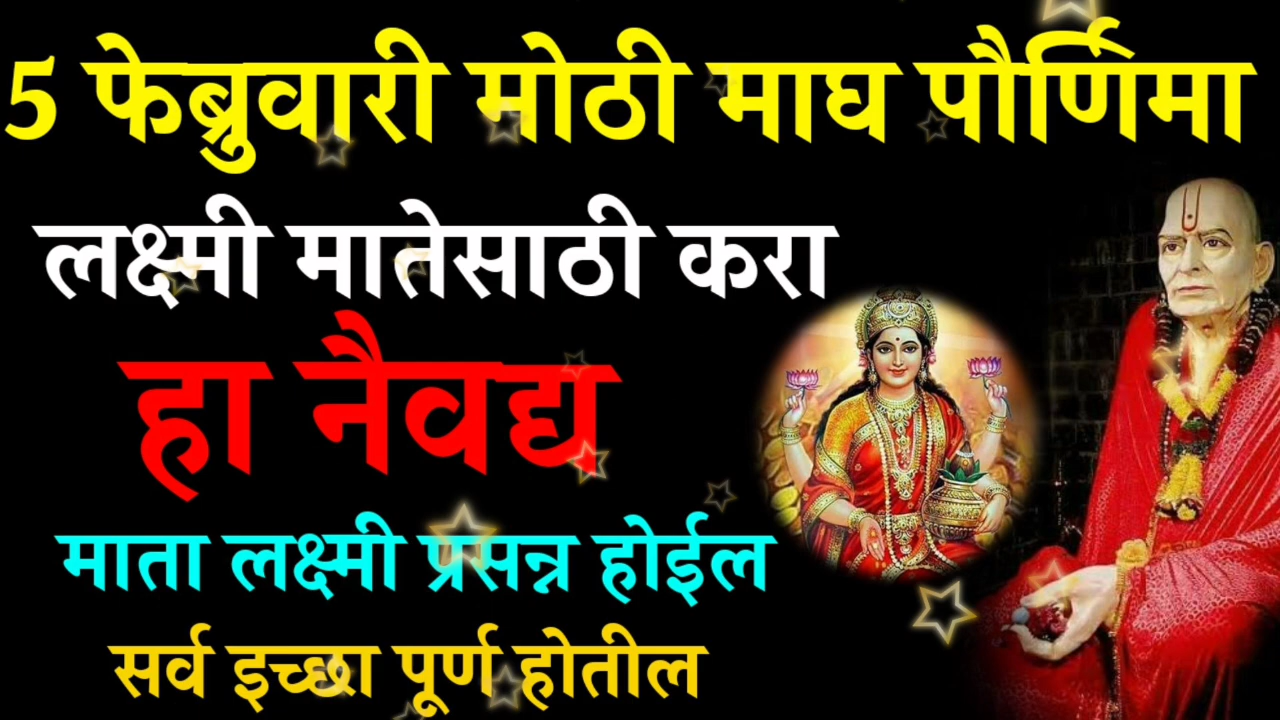 5 फेब्रुवारी मोठी माघ पौर्णिमा
लक्ष्मी मातेसाठी करा
हा नैवद्य
माता लक्ष्मी प्रसन्न होईल
सर्व इच्छा पूर्ण होतील